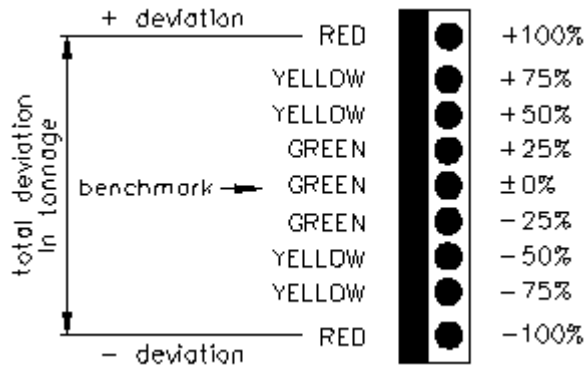 + deviation
RED +100%
YELLOW +75%
YELLOW +50%
GREEN +25%
benchmark GREEN ±0%
GREEN -25%
YELLOW -50%
YELLOW -75%
RED -100%
- deviation
total deviation
in tonnage